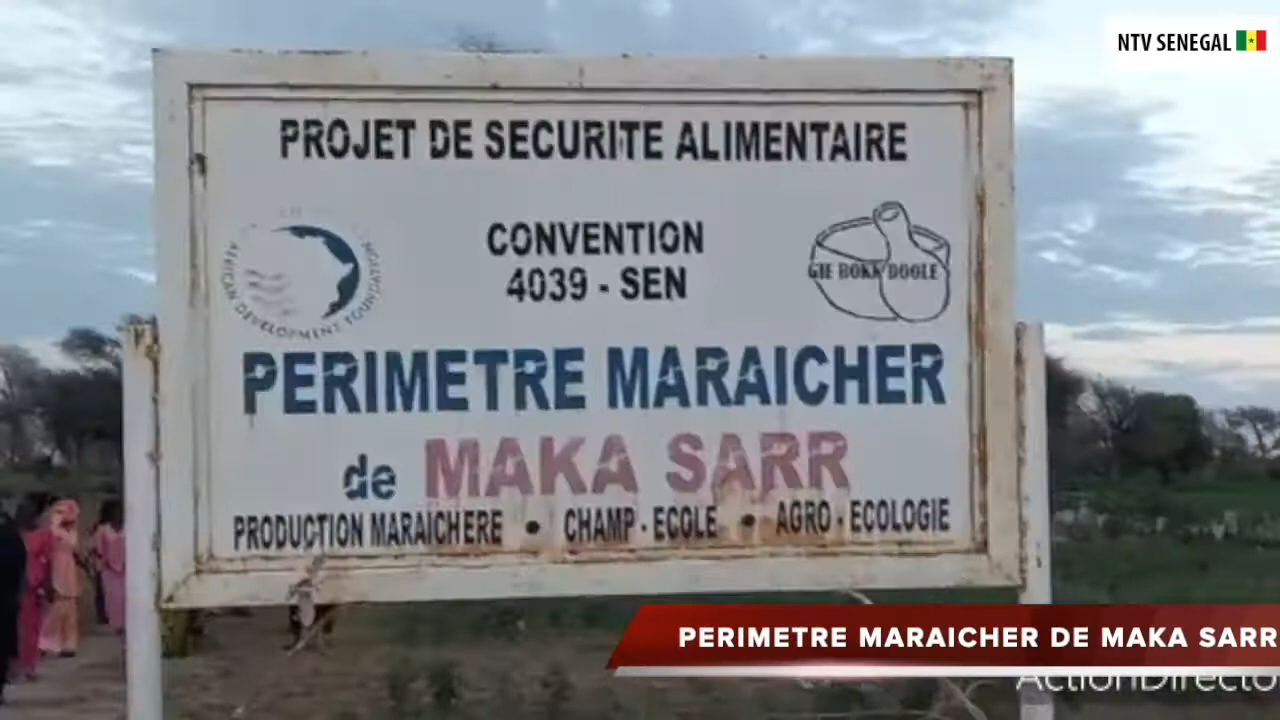 NTV SENEGAL
PROJET DE SECURITE ALIMENTAIRE
CONVENTION
4039 - SEN
AFRICAN DEVELOPMENT FOUNDATION
GIE BOKK DOOLE
PERIMETRE MARAICHER
de MAKA SARR
PRODUCTION MARAICHERE • CHAMP - ECOLE • AGRO - ECOLOGIE
PERIMETRE MARAICHER DE MAKA SARR
ActionDirecto